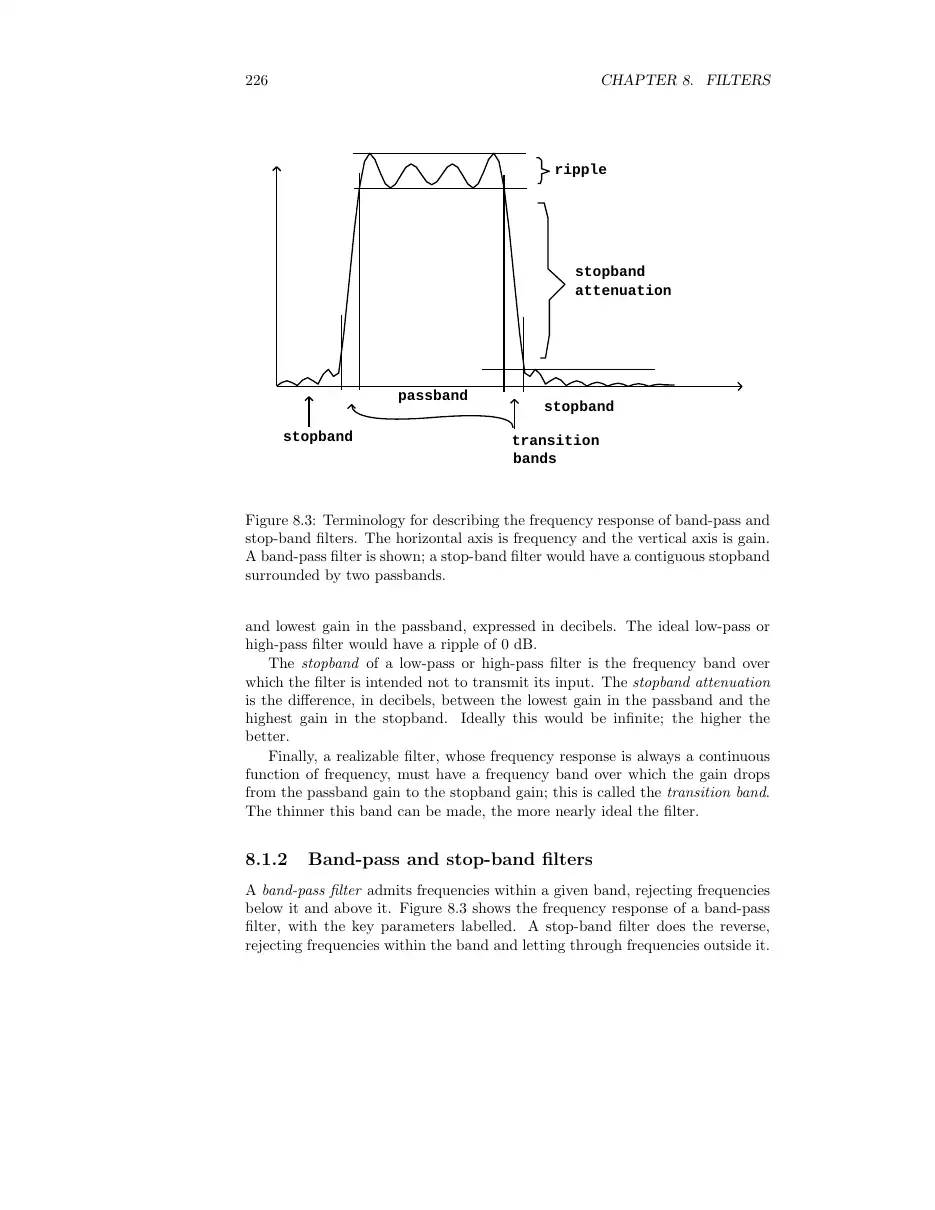 226
CHAPTER 8. FILTERS
ripple
stopband
attenuation
passband
stopband
stopband
transition
bands
Figure 8.3: Terminology for describing the frequency response of band-pass and
stop-band filters. The horizontal axis is frequency and the vertical axis is gain.
A band-pass filter is shown; a stop-band filter would have a contiguous stopband
surrounded by two passbands.
and lowest gain in the passband, expressed in decibels. The ideal low-pass or
high-pass filter would have a ripple of 0 dB.
The stopband of a low-pass or high-pass filter is the frequency band over
which the filter is intended not to transmit its input. The stopband attenuation
is the difference, in decibels, between the lowest gain in the passband and the
highest gain in the stopband. Ideally this would be infinite; the higher the
better.
Finally, a realizable filter, whose frequency response is always a continuous
function of frequency, must have a frequency band over which the gain drops
from the passband gain to the stopband gain; this is called the transition band.
The thinner this band can be made, the more nearly ideal the filter.
8.1.2 Band-pass and stop-band filters
A band-pass filter admits frequencies within a given band, rejecting frequencies
below it and above it. Figure 8.3 shows the frequency response of a band-pass
filter, with the key parameters labelled. A stop-band filter does the reverse,
rejecting frequencies within the band and letting through frequencies outside it.